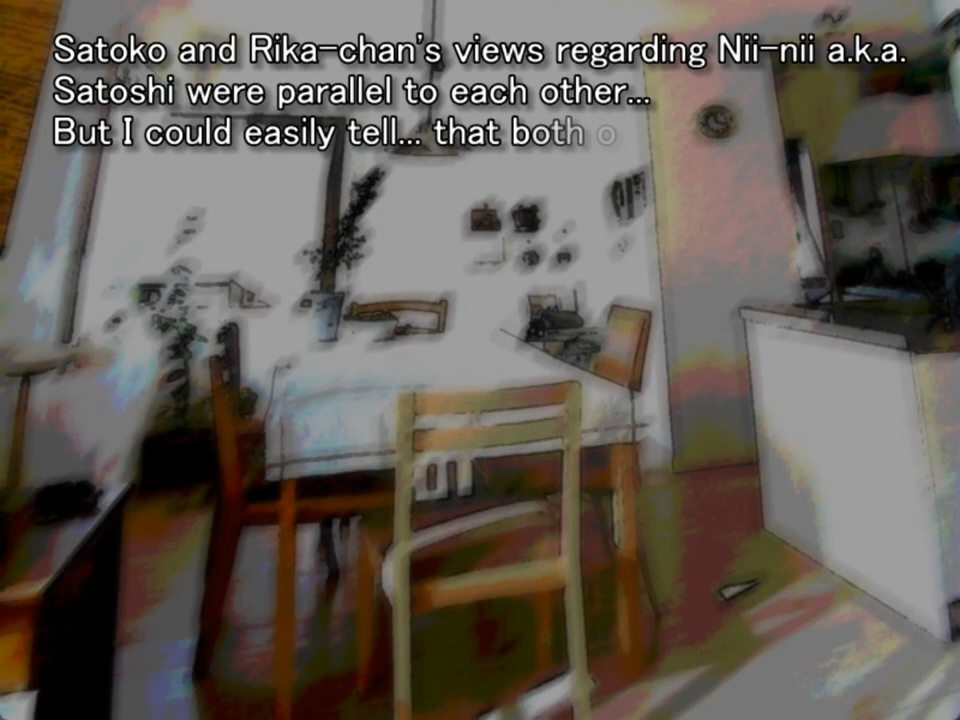 Satoko and Rika-chan's views regarding Nii-nii a.k.a.
Satoshi were parallel to each other...
But I could easily tell... that both o